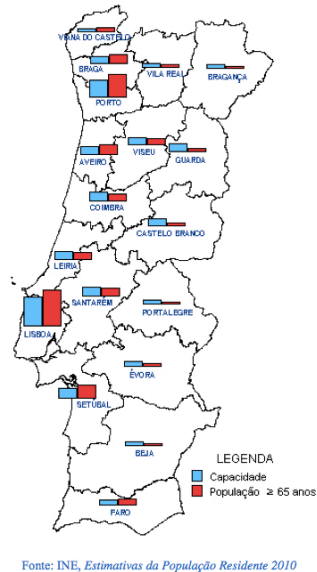 VIANA DO CASTELO
BRAGA
VILA REAL
BRAGANÇA
PORTO
AVEIRO
VISEU
GUARDA
COIMBRA
CASTELO BRANCO
LEIRIA
SANTARÉM
PORTALEGRE
LISBOA
ÉVORA
SETUBAL
BEJA
FARO
LEGENDA
Capacidade
População ≥ 65 anos
Fonte: INE, Estimativas da População Residente 2010